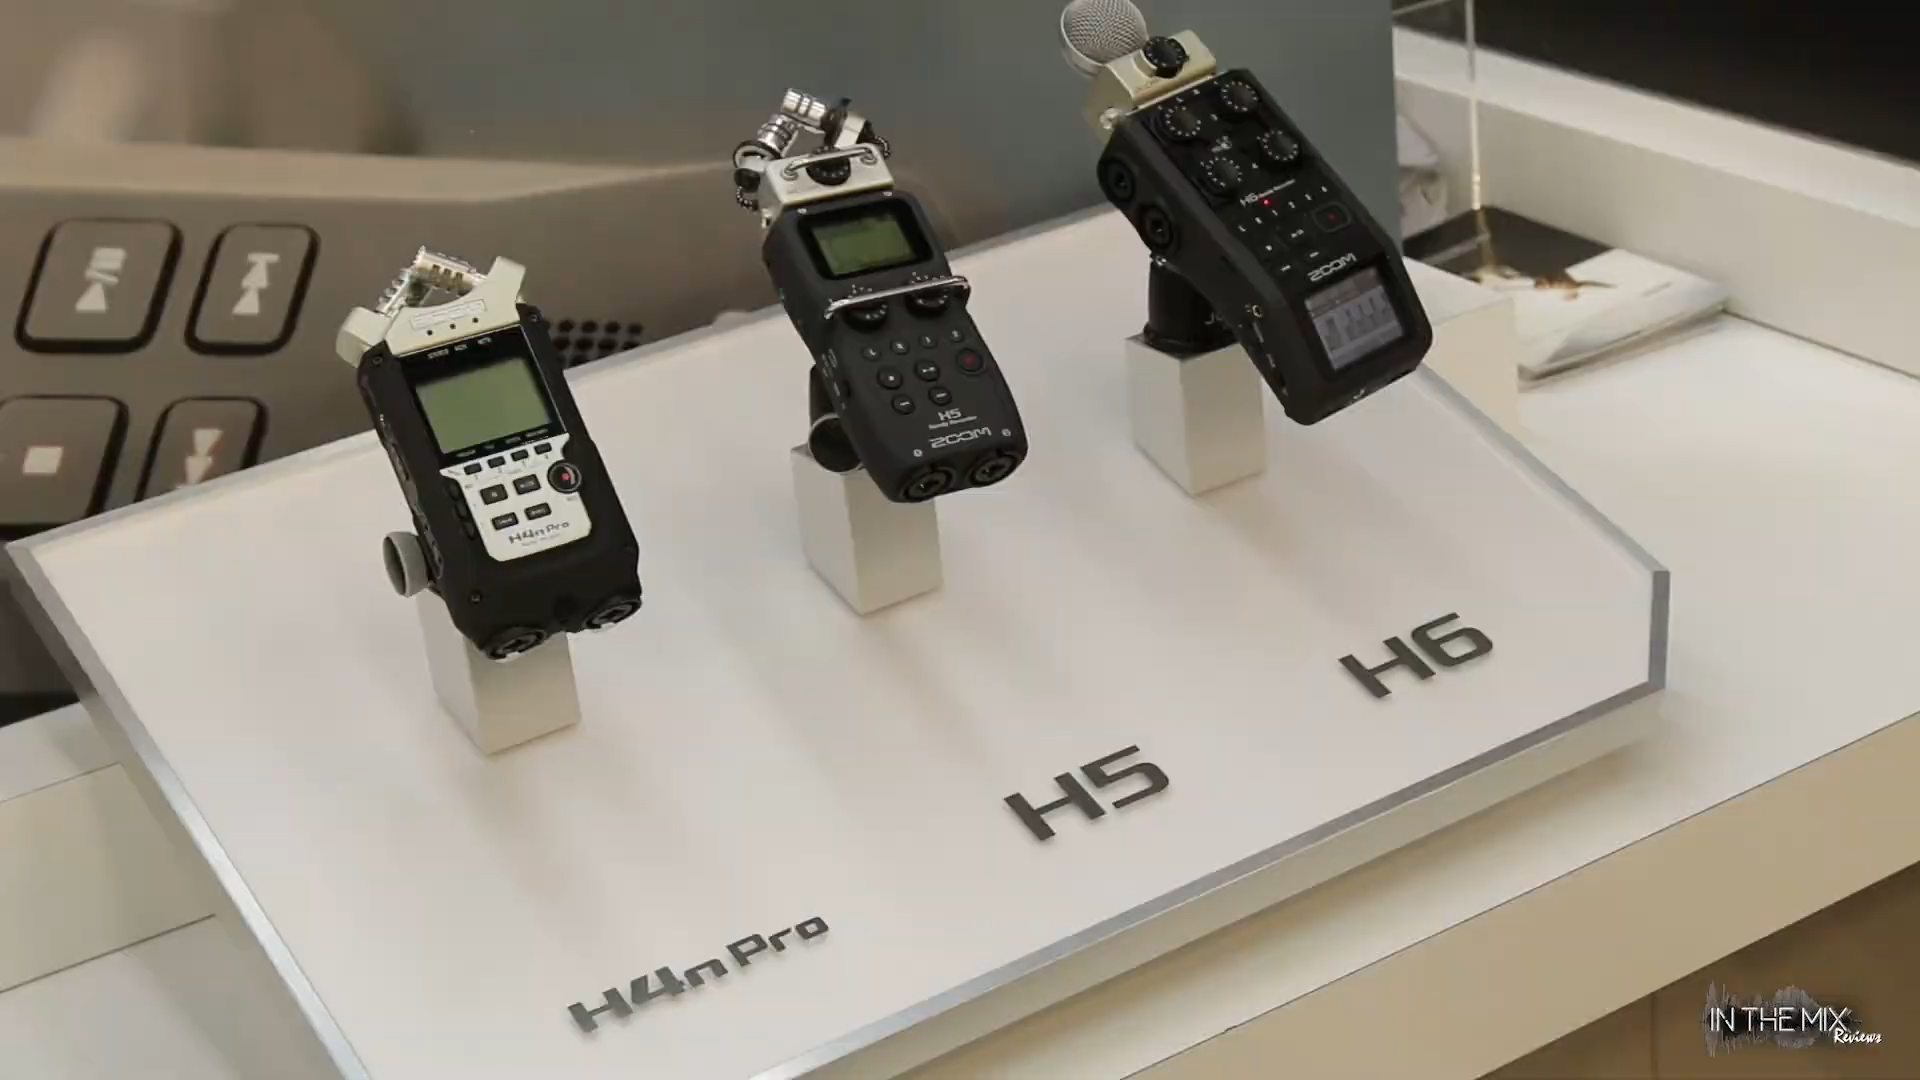 H4n Pro
H5
ZOOM
H6
ZOOM
H4n Pro
H5
H6
IN THE MIX
Reviews